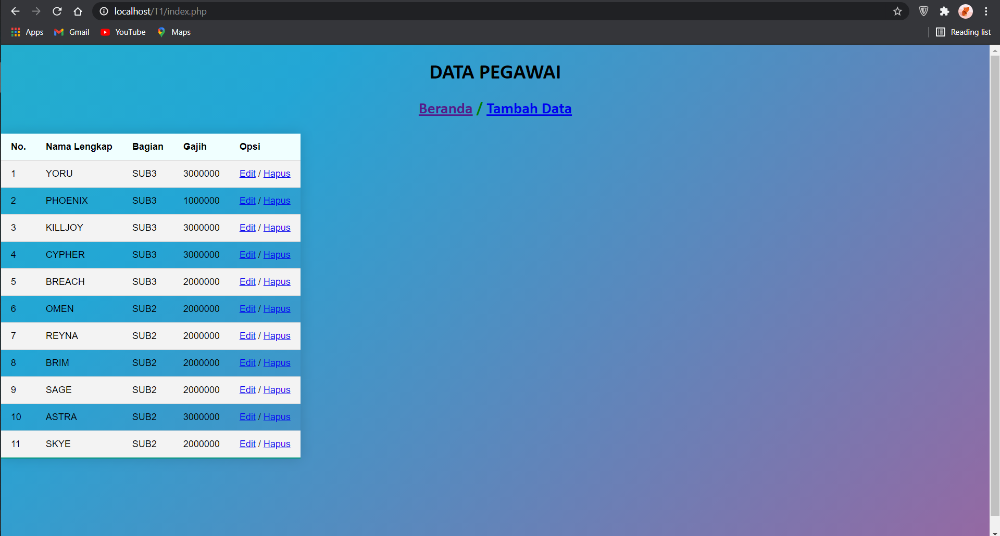 localhost/T1/index.php
Apps Gmail YouTube Maps Reading list
DATA PEGAWAI
Beranda / Tambah Data
No. Nama Lengkap Bagian Gajih Opsi
1 YORU SUB3 3000000 Edit / Hapus
2 PHOENIX SUB3 1000000 Edit / Hapus
3 KILLJOY SUB3 3000000 Edit / Hapus
4 CYPHER SUB3 3000000 Edit / Hapus
5 BREACH SUB3 2000000 Edit / Hapus
6 OMEN SUB2 2000000 Edit / Hapus
7 REYNA SUB2 2000000 Edit / Hapus
8 BRIM SUB2 2000000 Edit / Hapus
9 SAGE SUB2 2000000 Edit / Hapus
10 ASTRA SUB2 3000000 Edit / Hapus
11 SKYE SUB2 2000000 Edit / Hapus